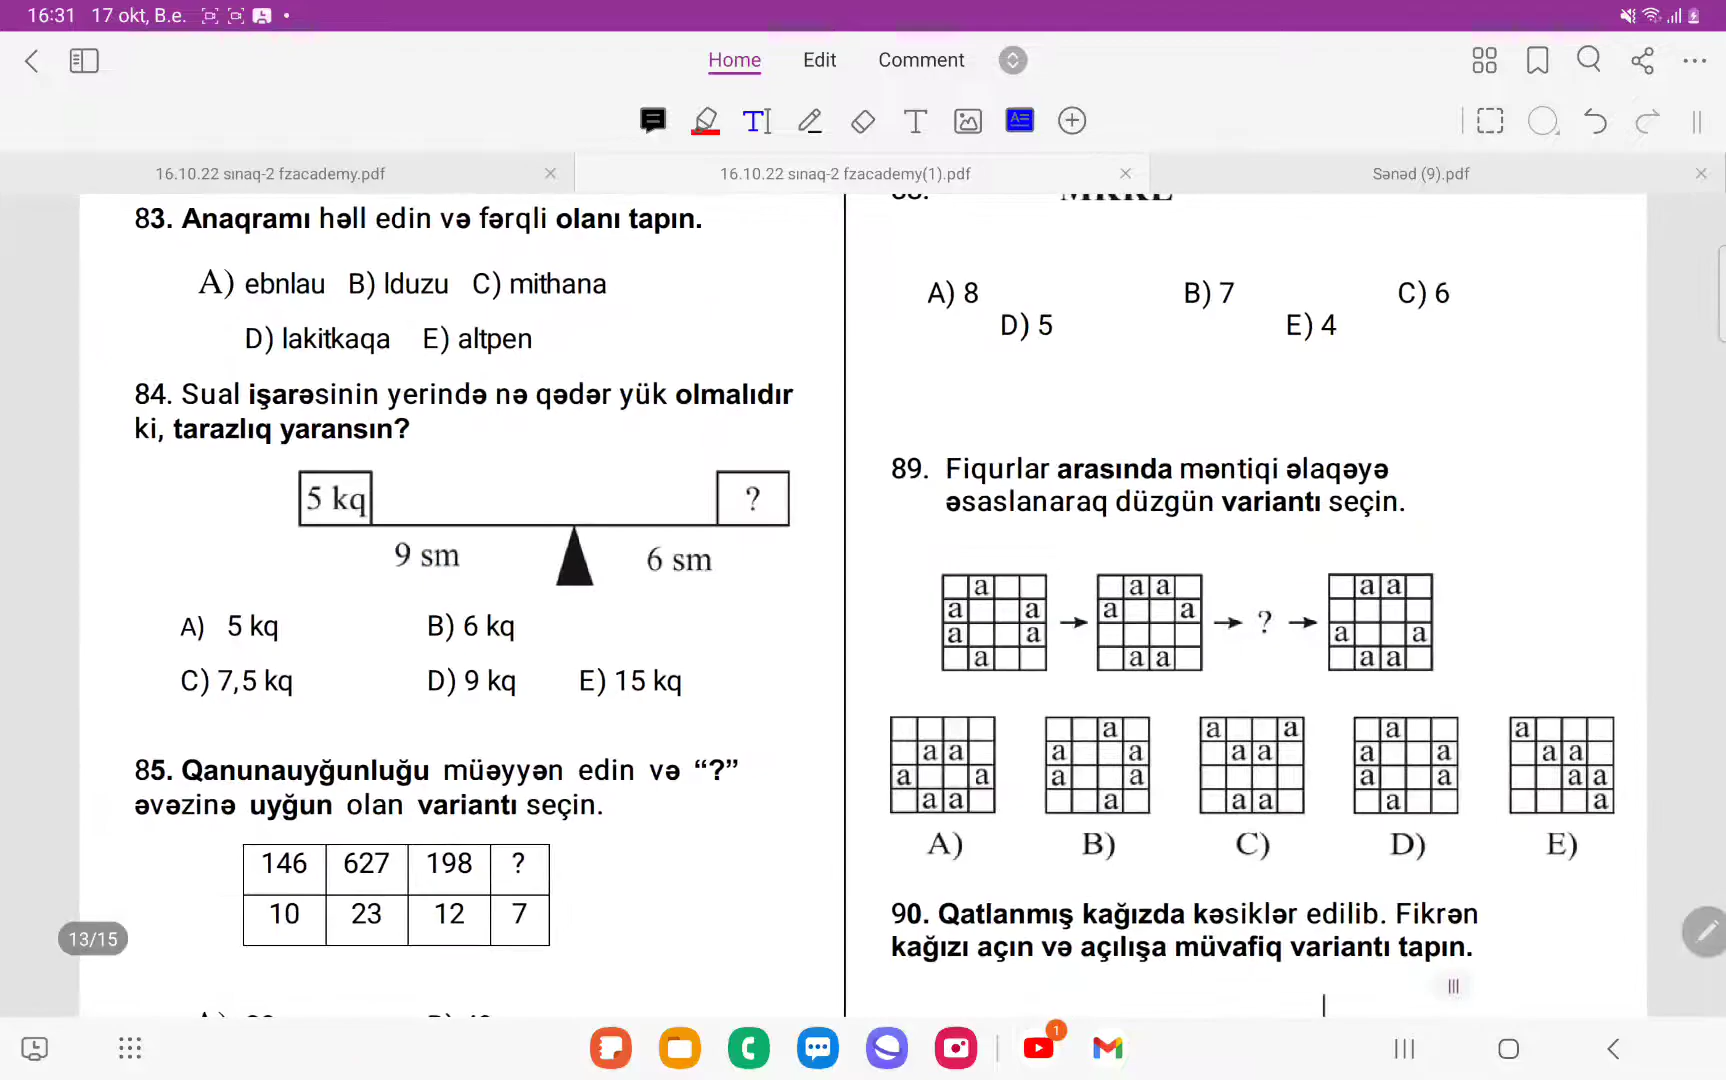 16:31 17 okt, B.e.
Home Edit Comment
16.10.22 sınaq-2 fzacademy.pdf
16.10.22 sınaq-2 fzacademy(1).pdf
Sənəd (9).pdf
83. Anaqramı həll edin və fərqli olanı tapın.
A) ebnlau B) lduzu C) mithana
D) lakitkaqa E) altpen
84. Sual işarəsinin yerində nə qədər yük olmalıdır
ki, tarazlıq yaransın?
5 kq ?
9 sm 6 sm
A) 5 kq B) 6 kq
C) 7,5 kq D) 9 kq E) 15 kq
85. Qanunauyğunluğu müəyyən edin və “?”
əvəzinə uyğun olan variantı seçin.
146 627 198 ?
10 23 12 7
13/15
A) 8 B) 7 C) 6
D) 5 E) 4
89. Fiqurlar arasında məntiqi əlaqəyə
əsaslanaraq düzgün variantı seçin.
a a a a a
a a a a ?
a a a a
a a a a a
a a a a a
a a a a a a a a a
a a a a a a a a
a a a a a a a
A) B) C) D) E)
90. Qatlanmış kağızda kəsiklər edilib. Fikrən
kağızı açın və açılışa müvafiq variantı tapın.
1